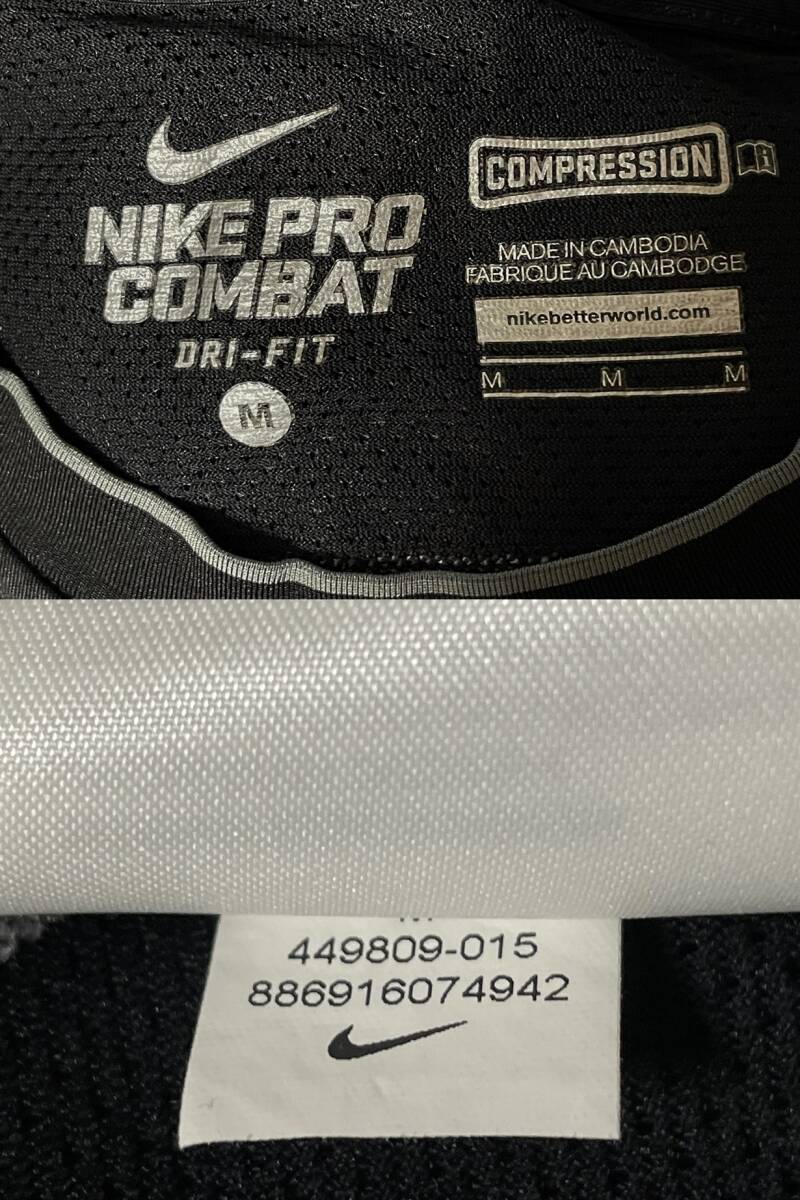 NIKE PRO
COMBAT
DRI-FIT
M
COMPRESSION
MADE IN CAMBODIA
FABRIQUE AU CAMBODGE
nikebetterworld.com
M M M
449809-015
886916074942